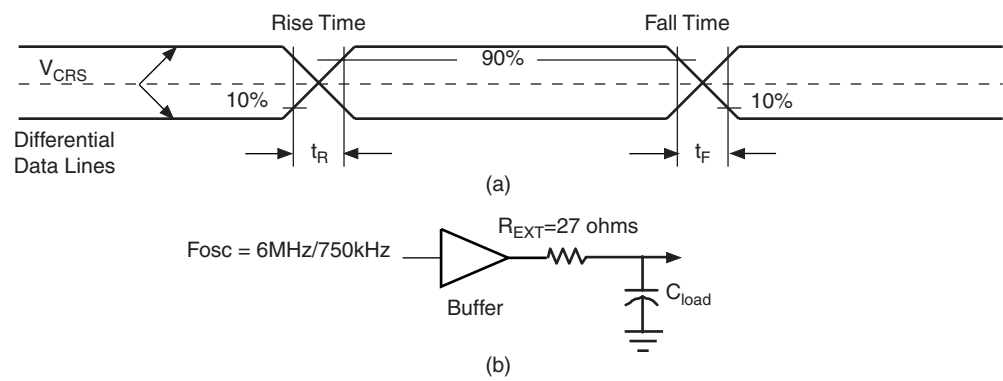 Rise Time Fall Time
V_CRS 90%
10% 10%
Differential
Data Lines
t_R t_F
(a)
R_EXT=27 ohms
Fosc = 6MHz/750kHz
C_load
Buffer
(b)